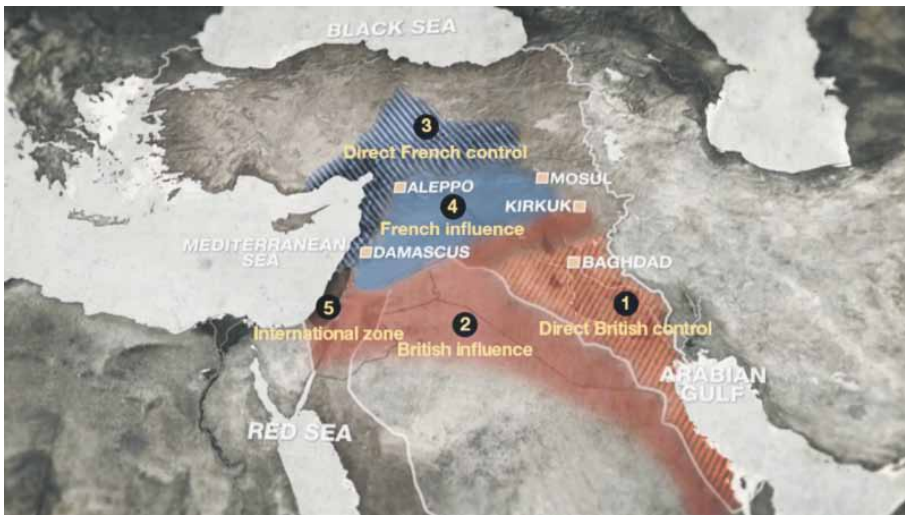 BLACK SEA
3
Direct French control
ALEPPO
MOSUL
4
KIRKUK
French influence
MEDITERRANEAN
SEA
DAMASCUS
BAGHDAD
5
International zone
2
British influence
1
Direct British control
ARABIAN
GULF
RED SEA